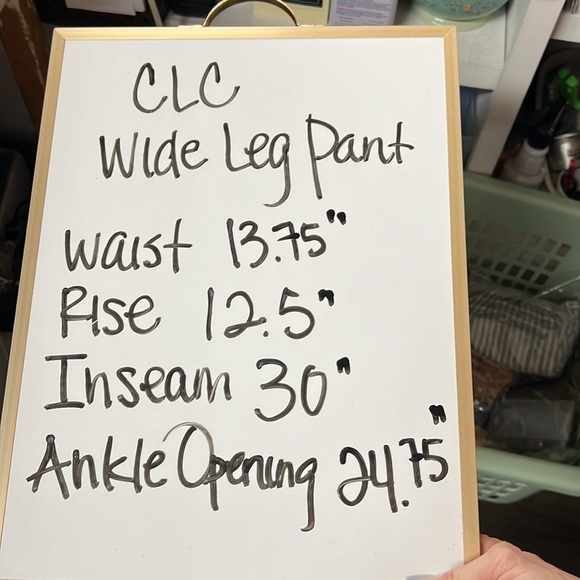 CLC
Wide Leg Pant
Waist 13.75"
Rise 12.5"
Inseam 30"
Ankle Opening 24.75"